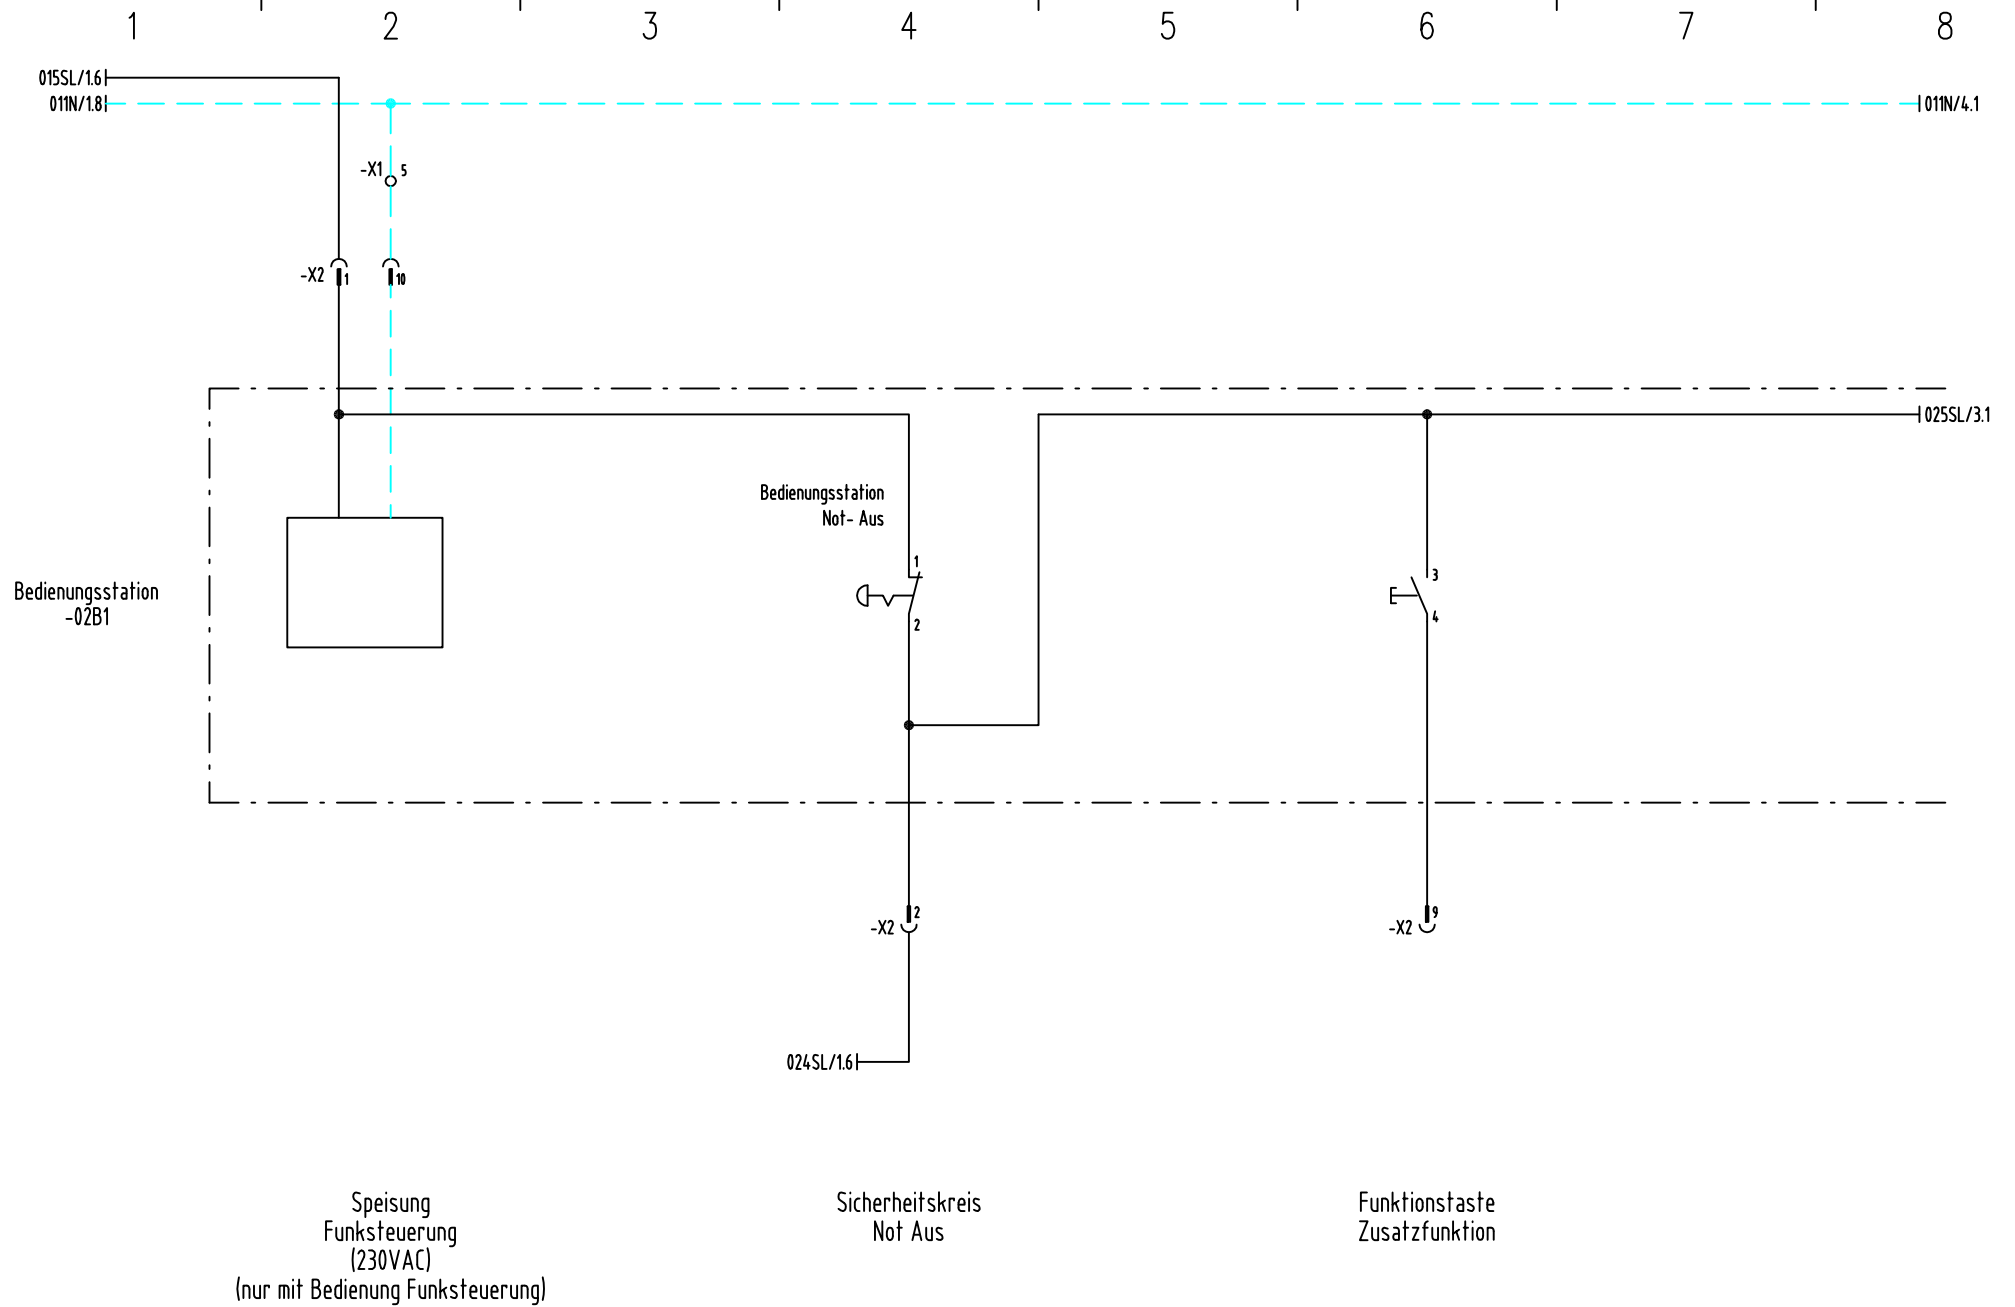 1 2 3 4 5 6 7 8
015SL/1.6
011N/1.8
011N/4.1
-X1 5
-X2 1 10
025SL/3.1
Bedienungsstation
Not- Aus
1
2
3
4
Bedienungsstation
-02B1
-X2 2
-X2 9
024SL/1.6
Speisung
Funksteuerung
(230VAC)
(nur mit Bedienung Funksteuerung)
Sicherheitskreis
Not Aus
Funktionstaste
Zusatzfunktion